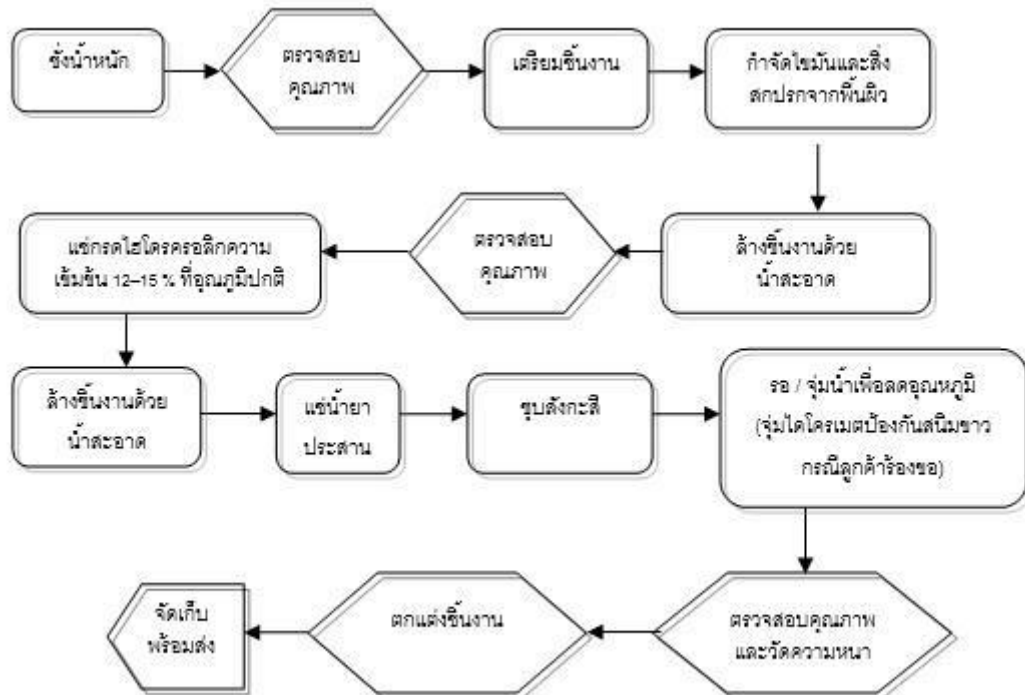 ชั่งน้ำหนัก
ตรวจสอบ
คุณภาพ
เตรียมชิ้นงาน
กำจัดไขมันและสิ่ง
สกปรกจากพื้นผิว
ล้างชิ้นงานด้วย
น้ำสะอาด
ตรวจสอบ
คุณภาพ
แช่กรดไฮโดรครอลิกความ
เข้มข้น 12–15 % ที่อุณภูมิปกติ
ล้างชิ้นงานด้วย
น้ำสะอาด
แช่น้ำยา
ประสาน
ชุบสังกะสี
รอ / จุ่มน้ำเพื่อลดอุณหภูมิ
(จุ่มไดโครเมตป้องกันสนิมขาว
กรณีลูกค้าร้องขอ)
ตรวจสอบคุณภาพ
และวัดความหนา
ตกแต่งชิ้นงาน
จัดเก็บ
พร้อมส่ง